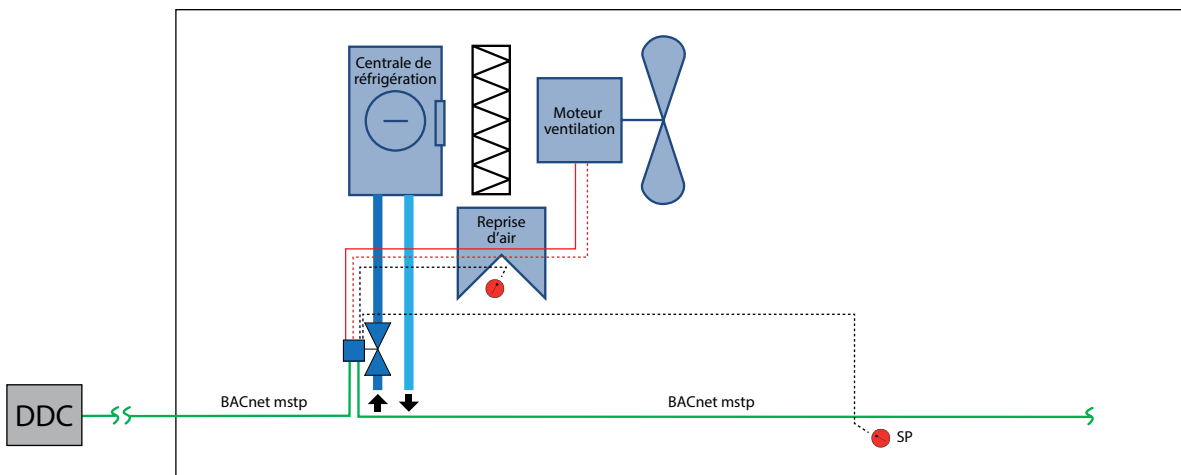 Centrale de
réfrigération
Moteur
ventilation
Reprise
d'air
DDC
BACnet mstp
BACnet mstp
SP